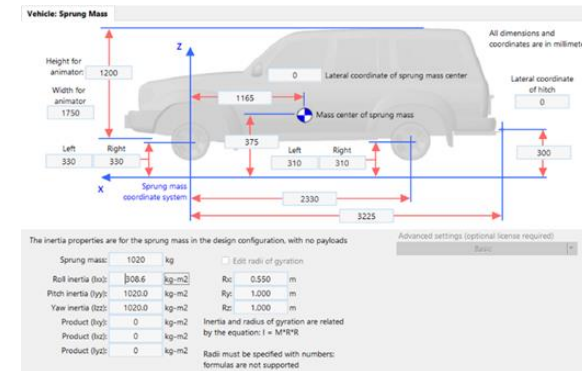 Vehicle: Sprung Mass
All dimensions and
coordinates are in millimete
Z
Height for
animator:
1200
Width for
animator
1750
0
Lateral coordinate of sprung mass center
Lateral coordinate
of hitch
0
1165
Mass center of sprung mass
375
Left
Right
330
330
Left
Right
310
310
300
X
Sprung mass
coordinate system
2330
3225
The inertia properties are for the sprung mass in the design configuration, with no payloads
Advanced settings (optional license required)
Basic
Sprung mass:
1020
kg
Edit radii of gyration
Roll inertia (Ixx):
308.6
kg-m2
Rx:
0.550
m
Pitch inertia (Iyy):
1020.0
kg-m2
Ry:
1.000
m
Yaw inertia (Izz):
1020.0
kg-m2
Rz:
1.000
m
Product (Ixy):
0
kg-m2
Inertia and radius of gyration are related
by the equation: I = M*R*R
Product (Ixz):
0
kg-m2
Product (Iyz):
0
kg-m2
Radii must be specified with numbers;
formulas are not supported